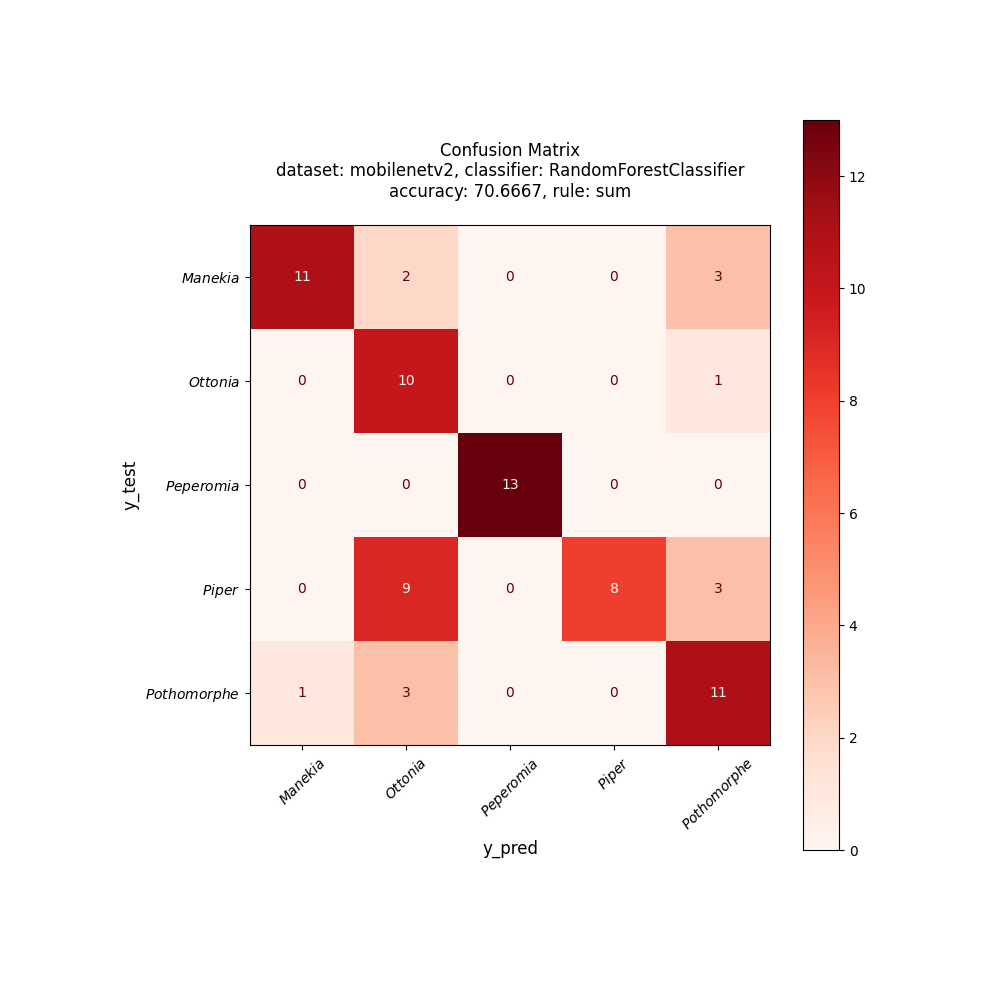 Confusion Matrix
dataset: mobilenetv2, classifier: RandomForestClassifier
accuracy: 70.6667, rule: sum
Manekia 11 2 0 0 3
Ottonia 0 10 0 0 1
Peperomia 0 0 13 0 0
Piper 0 9 0 8 3
Pothomorphe 1 3 0 0 11
y_test
Manekia Ottonia Peperomia Piper Pothomorphe
y_pred
12
10
8
6
4
2
0